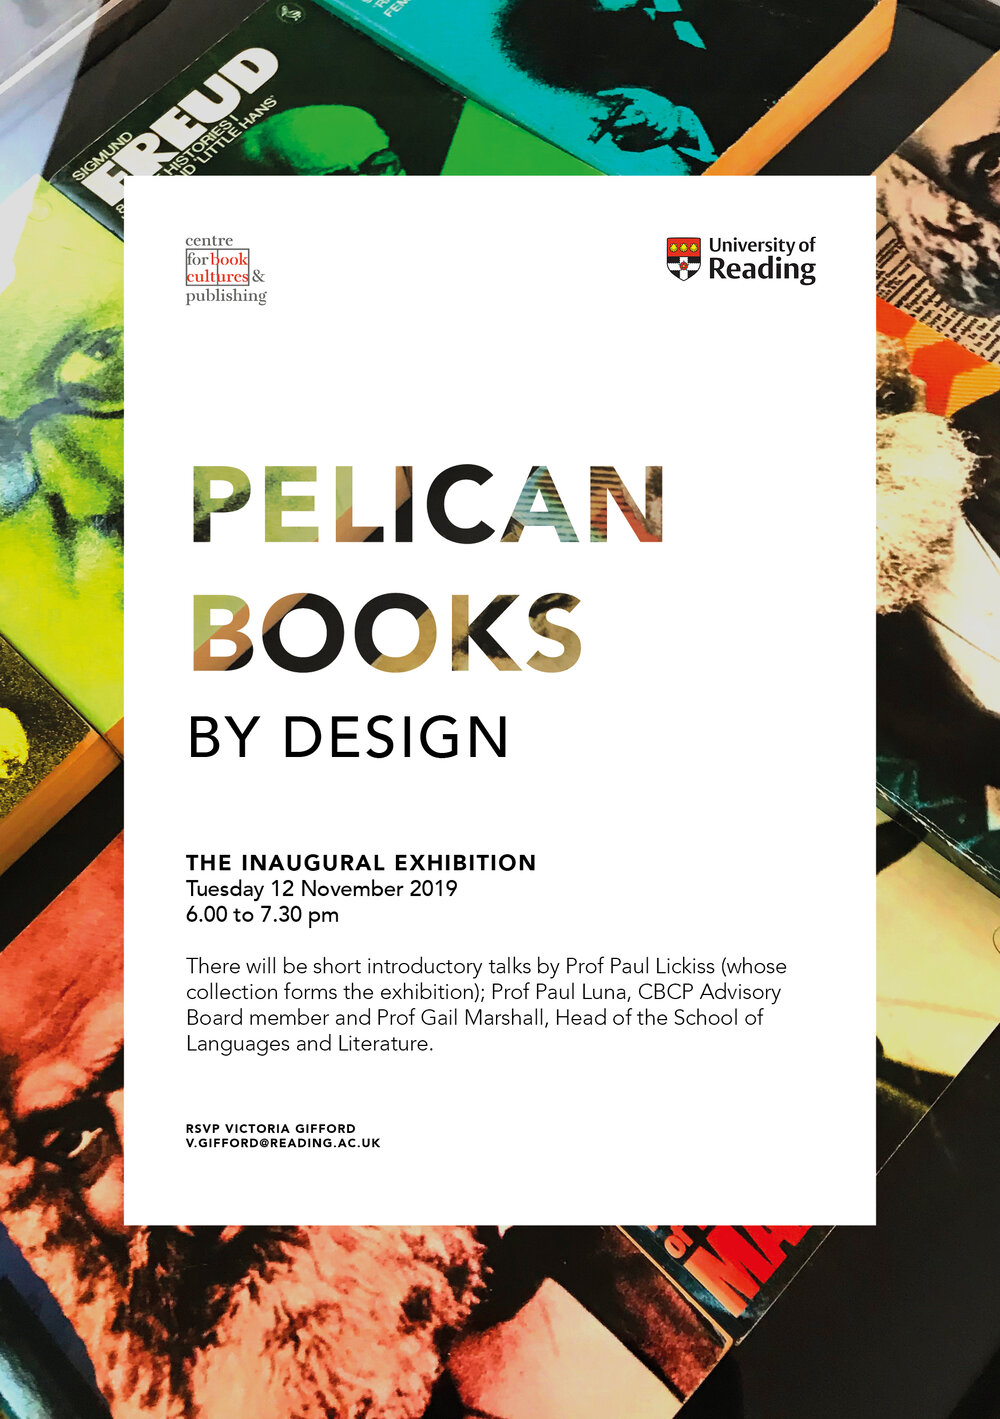 SIGMUND
FREUD
HISTORIES I
'LITTLE HANS'
centre
for book
cultures &
publishing
University of
Reading
PELICAN
BOOKS
BY DESIGN
THE INAUGURAL EXHIBITION
Tuesday 12 November 2019
6.00 to 7.30 pm
There will be short introductory talks by Prof Paul Lickiss (whose
collection forms the exhibition); Prof Paul Luna, CBCP Advisory
Board member and Prof Gail Marshall, Head of the School of
Languages and Literature.
RSVP VICTORIA GIFFORD
V.GIFFORD@READING.AC.UK
of